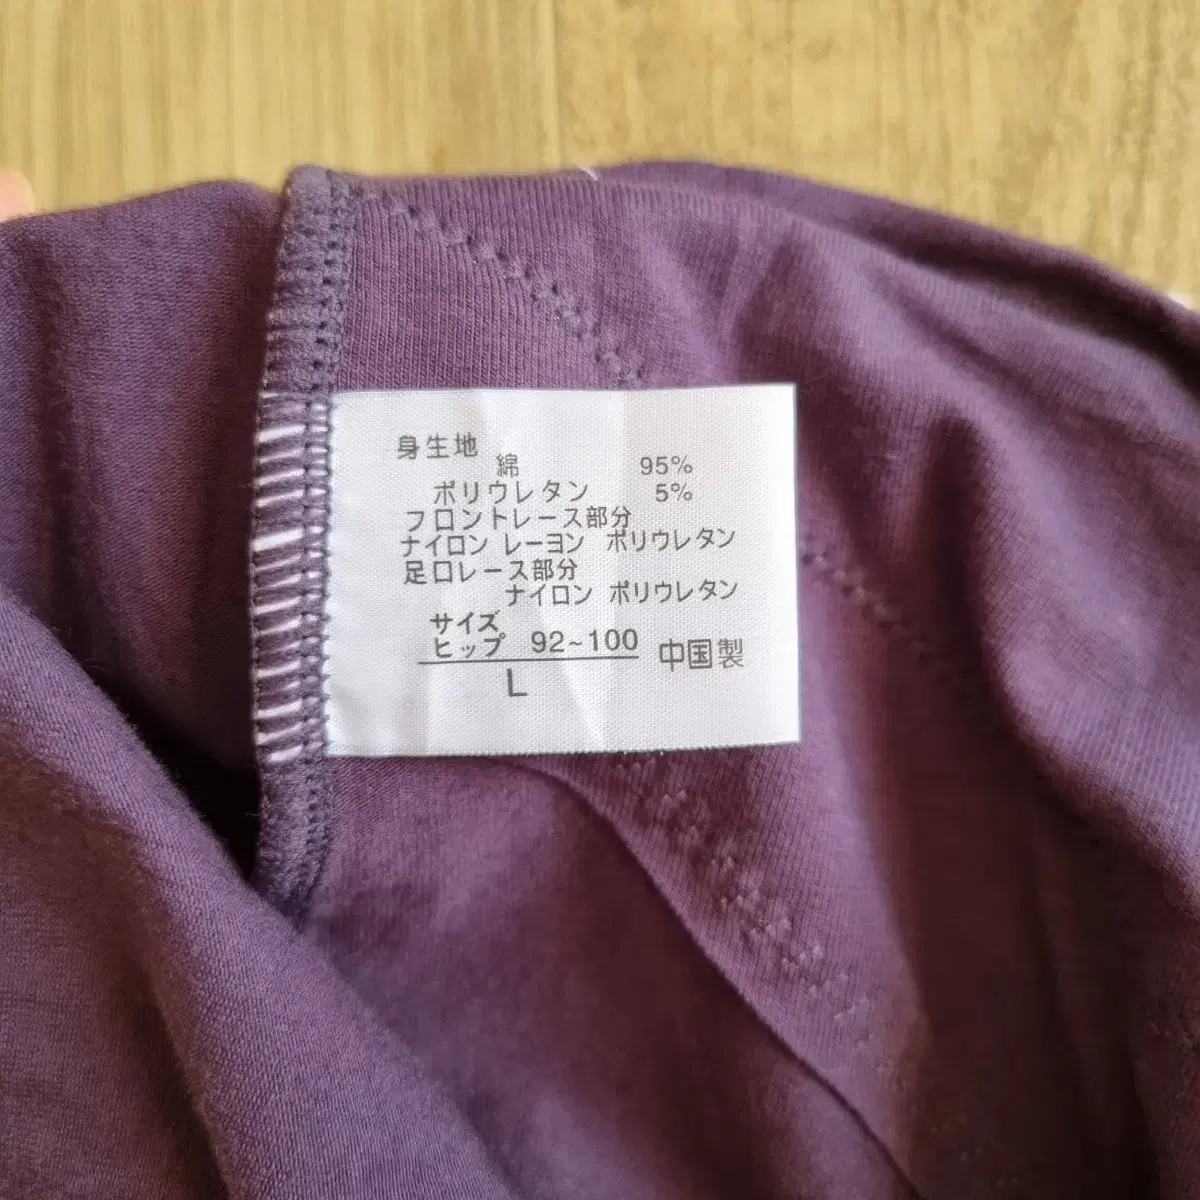 身生地
綿 95%
ポリウレタン 5%
フロントレース部分
ナイロン レーヨン ポリウレタン
足口レース部分
ナイロン ポリウレタン
サイズ
ヒップ 92~100 中国製
L